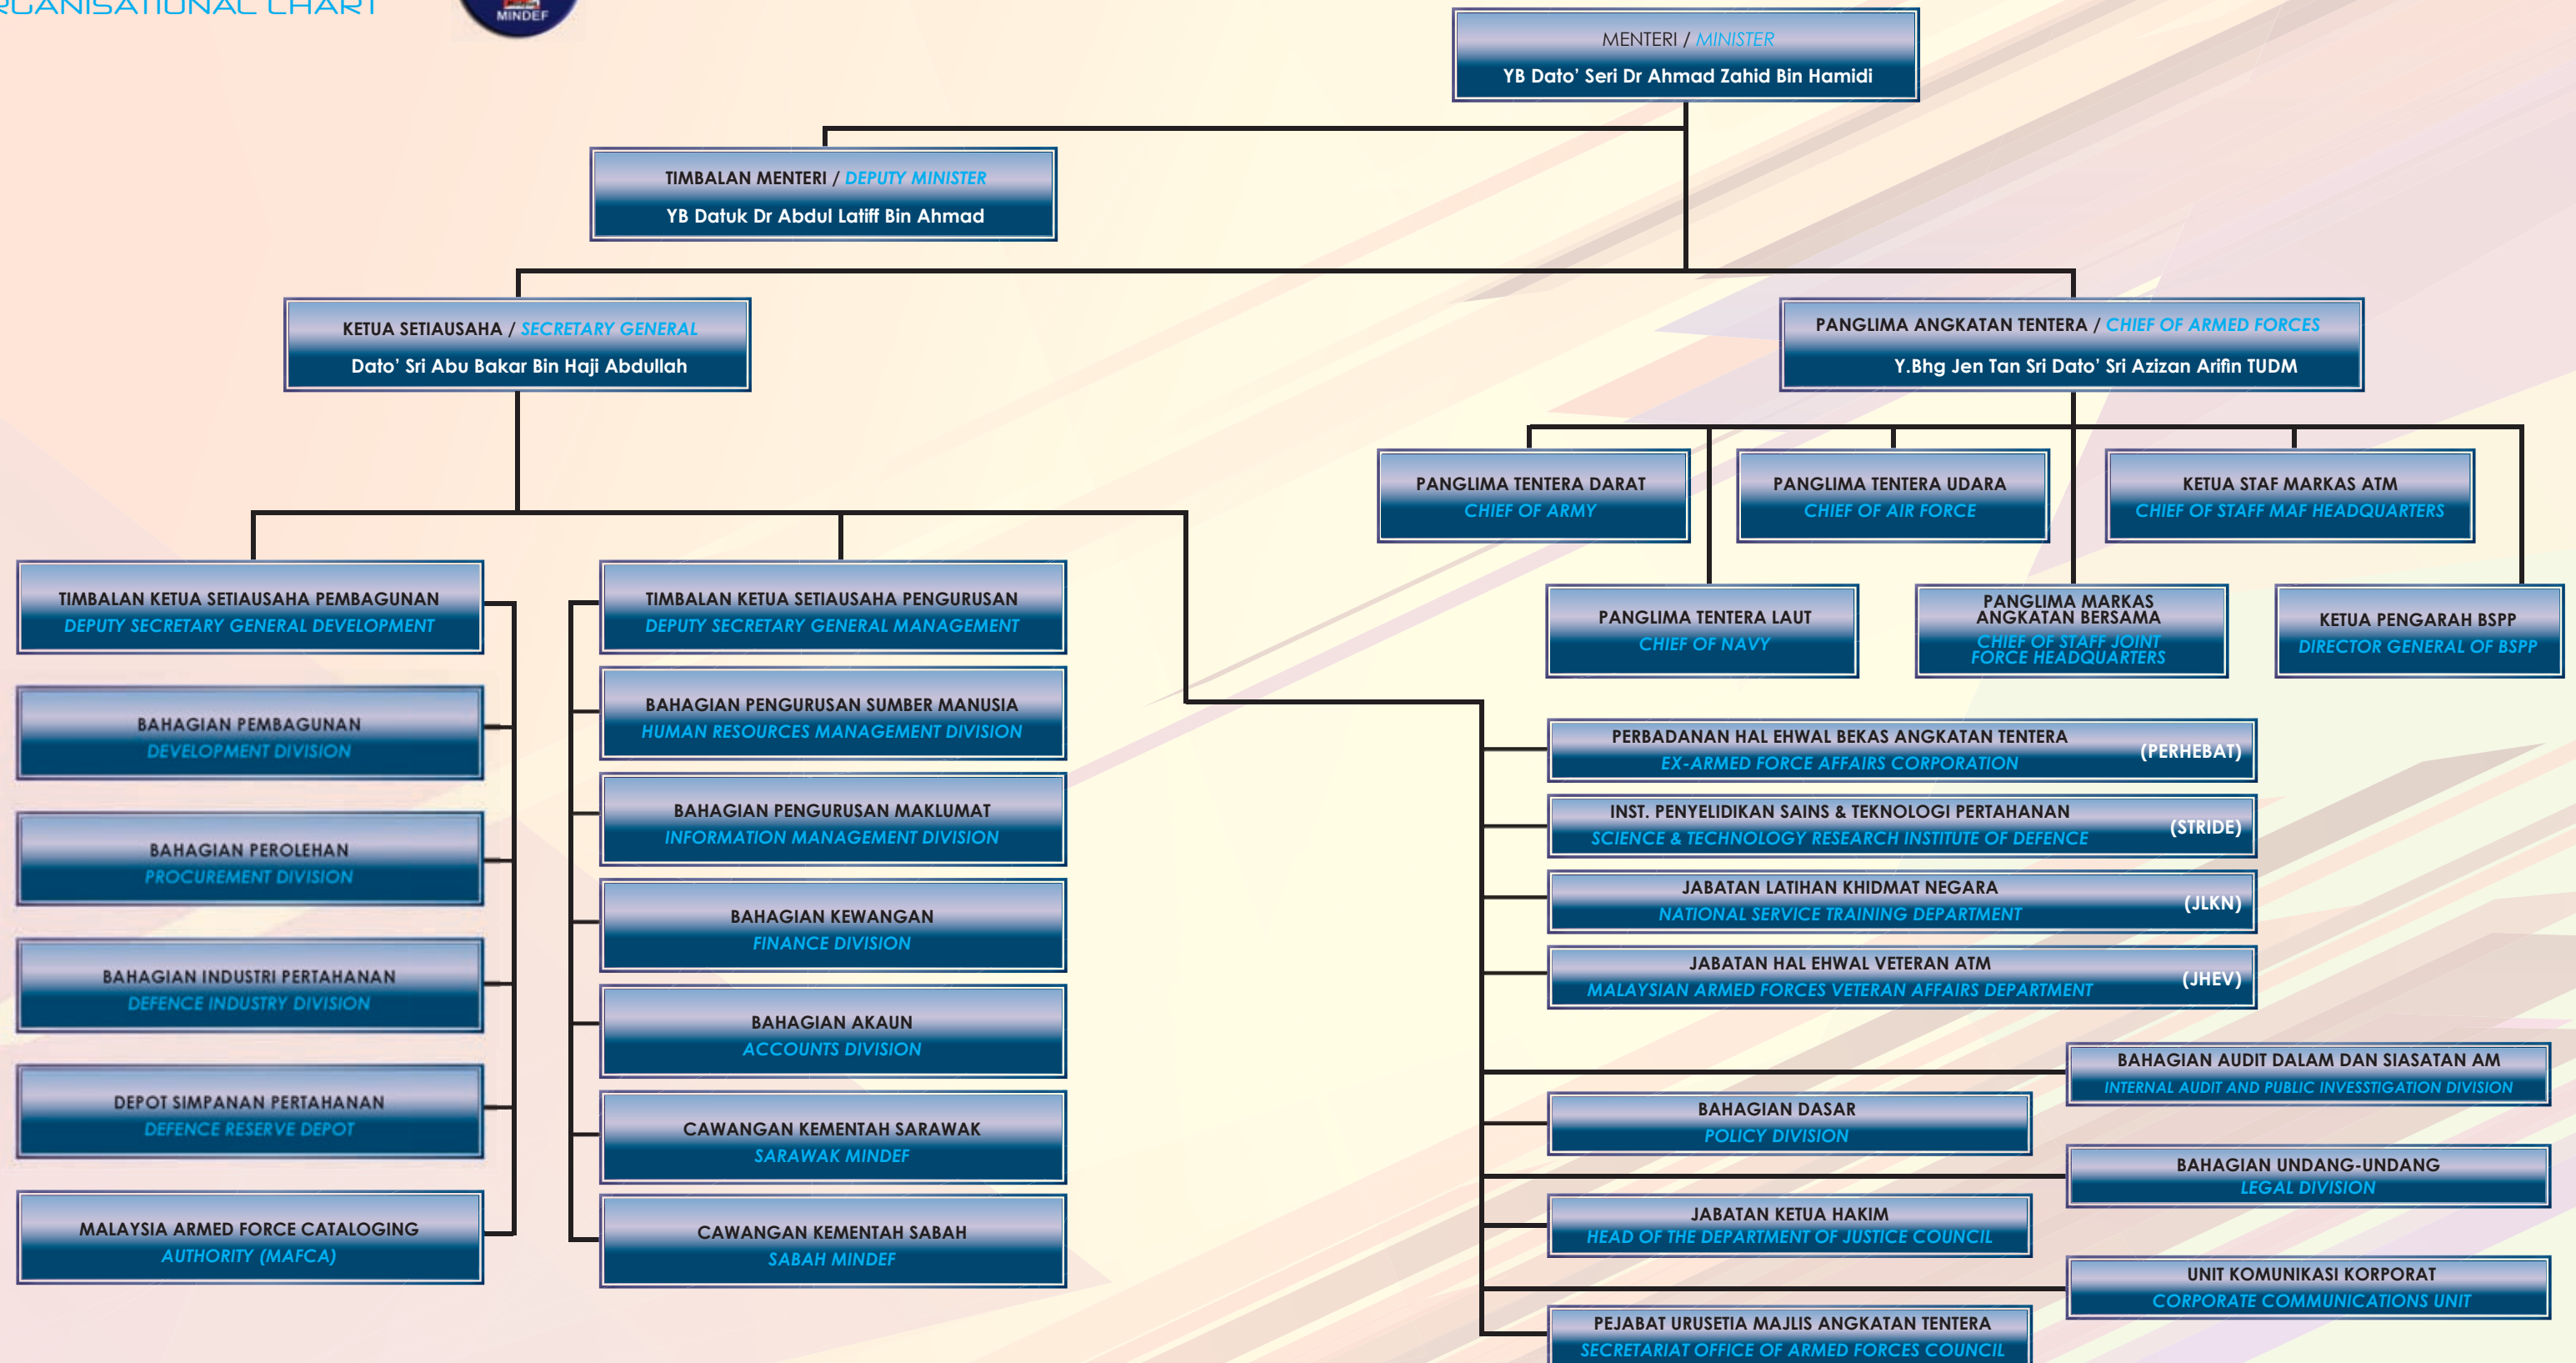 ORGANISATIONAL CHART
MINDEF
MENTERI / MINISTER
YB Dato' Seri Dr Ahmad Zahid Bin Hamidi
TIMBALAN MENTERI / DEPUTY MINISTER
YB Datuk Dr Abdul Latiff Bin Ahmad
KETUA SETIAUSAHA / SECRETARY GENERAL
Dato' Sri Abu Bakar Bin Haji Abdullah
PANGLIMA ANGKATAN TENTERA / CHIEF OF ARMED FORCES
Y.Bhg Jen Tan Sri Dato' Sri Azizan Arifin TUDM
PANGLIMA TENTERA DARAT
CHIEF OF ARMY
PANGLIMA TENTERA UDARA
CHIEF OF AIR FORCE
KETUA STAF MARKAS ATM
CHIEF OF STAFF MAF HEADQUARTERS
PANGLIMA TENTERA LAUT
CHIEF OF NAVY
PANGLIMA MARKAS
ANGKATAN BERSAMA
CHIEF OF STAFF JOINT
FORCE HEADQUARTERS
KETUA PENGARAH BSPP
DIRECTOR GENERAL OF BSPP
TIMBALAN KETUA SETIAUSAHA PEMBAGUNAN
DEPUTY SECRETARY GENERAL DEVELOPMENT
BAHAGIAN PEMBAGUNAN
DEVELOPMENT DIVISION
BAHAGIAN PEROLEHAN
PROCUREMENT DIVISION
BAHAGIAN INDUSTRI PERTAHANAN
DEFENCE INDUSTRY DIVISION
DEPOT SIMPANAN PERTAHANAN
DEFENCE RESERVE DEPOT
MALAYSIA ARMED FORCE CATALOGING
AUTHORITY (MAFCA)
TIMBALAN KETUA SETIAUSAHA PENGURUSAN
DEPUTY SECRETARY GENERAL MANAGEMENT
BAHAGIAN PENGURUSAN SUMBER MANUSIA
HUMAN RESOURCES MANAGEMENT DIVISION
BAHAGIAN PENGURUSAN MAKLUMAT
INFORMATION MANAGEMENT DIVISION
BAHAGIAN KEWANGAN
FINANCE DIVISION
BAHAGIAN AKAUN
ACCOUNTS DIVISION
CAWANGAN KEMENTAH SARAWAK
SARAWAK MINDEF
CAWANGAN KEMENTAH SABAH
SABAH MINDEF
PERBADANAN HAL EHWAL BEKAS ANGKATAN TENTERA
EX-ARMED FORCE AFFAIRS CORPORATION
(PERHEBAT)
INST. PENYELIDIKAN SAINS & TEKNOLOGI PERTAHANAN
SCIENCE & TECHNOLOGY RESEARCH INSTITUTE OF DEFENCE
(STRIDE)
JABATAN LATIHAN KHIDMAT NEGARA
NATIONAL SERVICE TRAINING DEPARTMENT
(JLKN)
JABATAN HAL EHWAL VETERAN ATM
MALAYSIAN ARMED FORCES VETERAN AFFAIRS DEPARTMENT
(JHEV)
BAHAGIAN AUDIT DALAM DAN SIASATAN AM
INTERNAL AUDIT AND PUBLIC INVESSTIGATION DIVISION
BAHAGIAN DASAR
POLICY DIVISION
BAHAGIAN UNDANG-UNDANG
LEGAL DIVISION
JABATAN KETUA HAKIM
HEAD OF THE DEPARTMENT OF JUSTICE COUNCIL
UNIT KOMUNIKASI KORPORAT
CORPORATE COMMUNICATIONS UNIT
PEJABAT URUSETIA MAJLIS ANGKATAN TENTERA
SECRETARIAT OFFICE OF ARMED FORCES COUNCIL